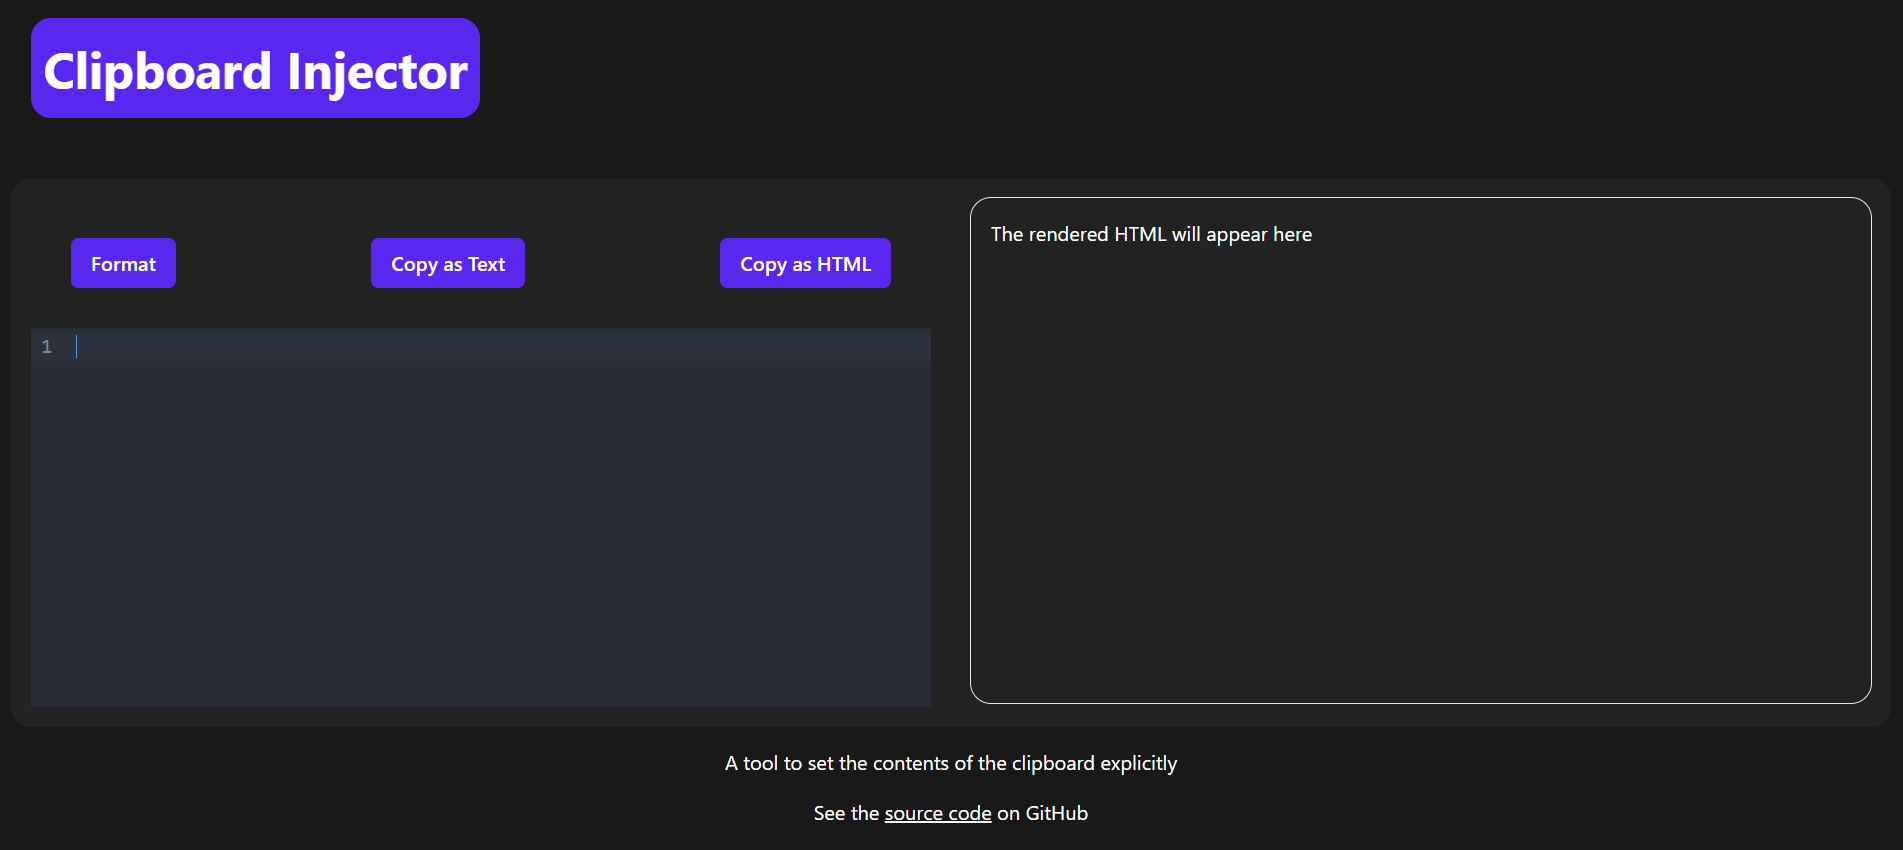 Clipboard Injector
Format
Copy as Text
Copy as HTML
1
The rendered HTML will appear here
A tool to set the contents of the clipboard explicitly
See the source code on GitHub